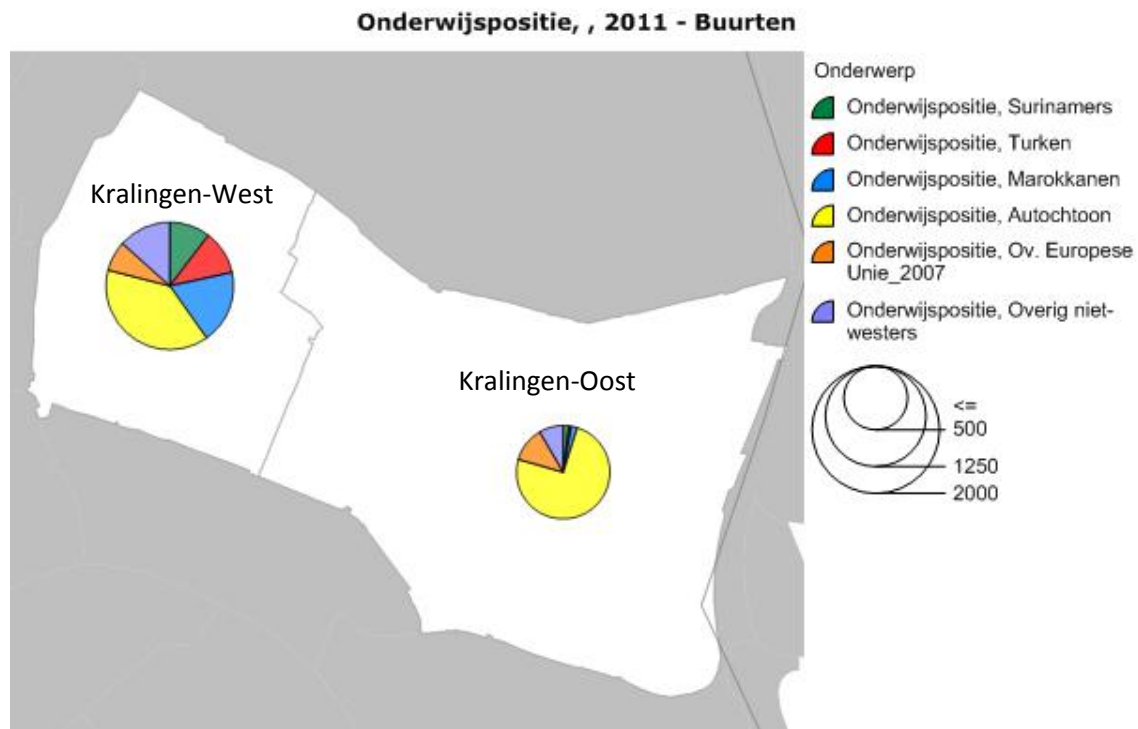 Onderwijspositie, , 2011 - Buurten
Onderwerp
Onderwijspositie, Surinamers
Onderwijspositie, Turken
Onderwijspositie, Marokkanen
Onderwijspositie, Autochtoon
Onderwijspositie, Ov. Europese
Unie_2007
Onderwijspositie, Overig niet-
westers
<=
500
1250
2000
Kralingen-West
Kralingen-Oost